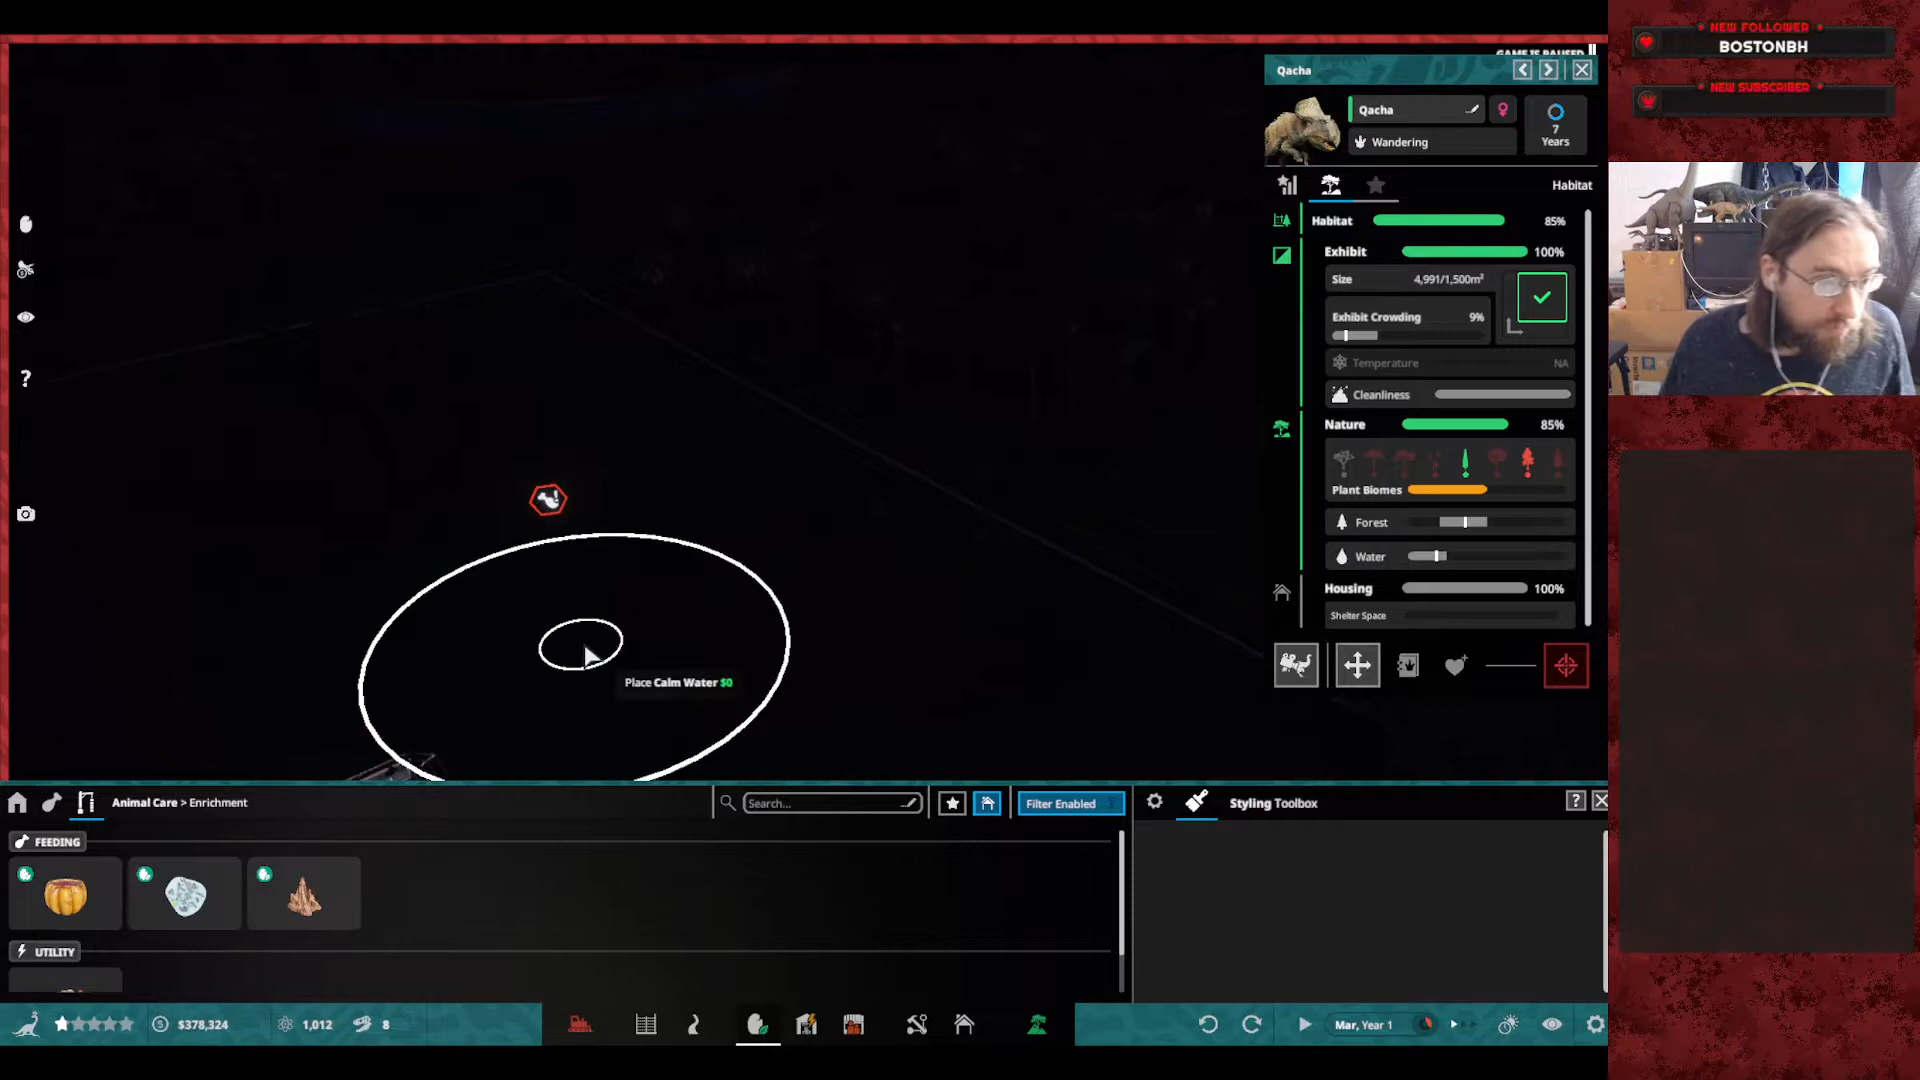 GAME IS PAUSED
Qacha
Qacha
Wandering
7
Years
Habitat
Habitat 85%
Exhibit 100%
Size 4,991/1,500m²
Exhibit Crowding 9%
Temperature NA
Cleanliness
Nature 85%
Plant Biomes
Forest
Water
Housing 100%
Shelter Space
?
Place Calm Water $0
Animal Care > Enrichment
Search...
Filter Enabled
Styling Toolbox
?
FEEDING
UTILITY
$378,324
1,012
8
Mar, Year 1
NEW FOLLOWER
BOSTONBH
NEW SUBSCRIBER